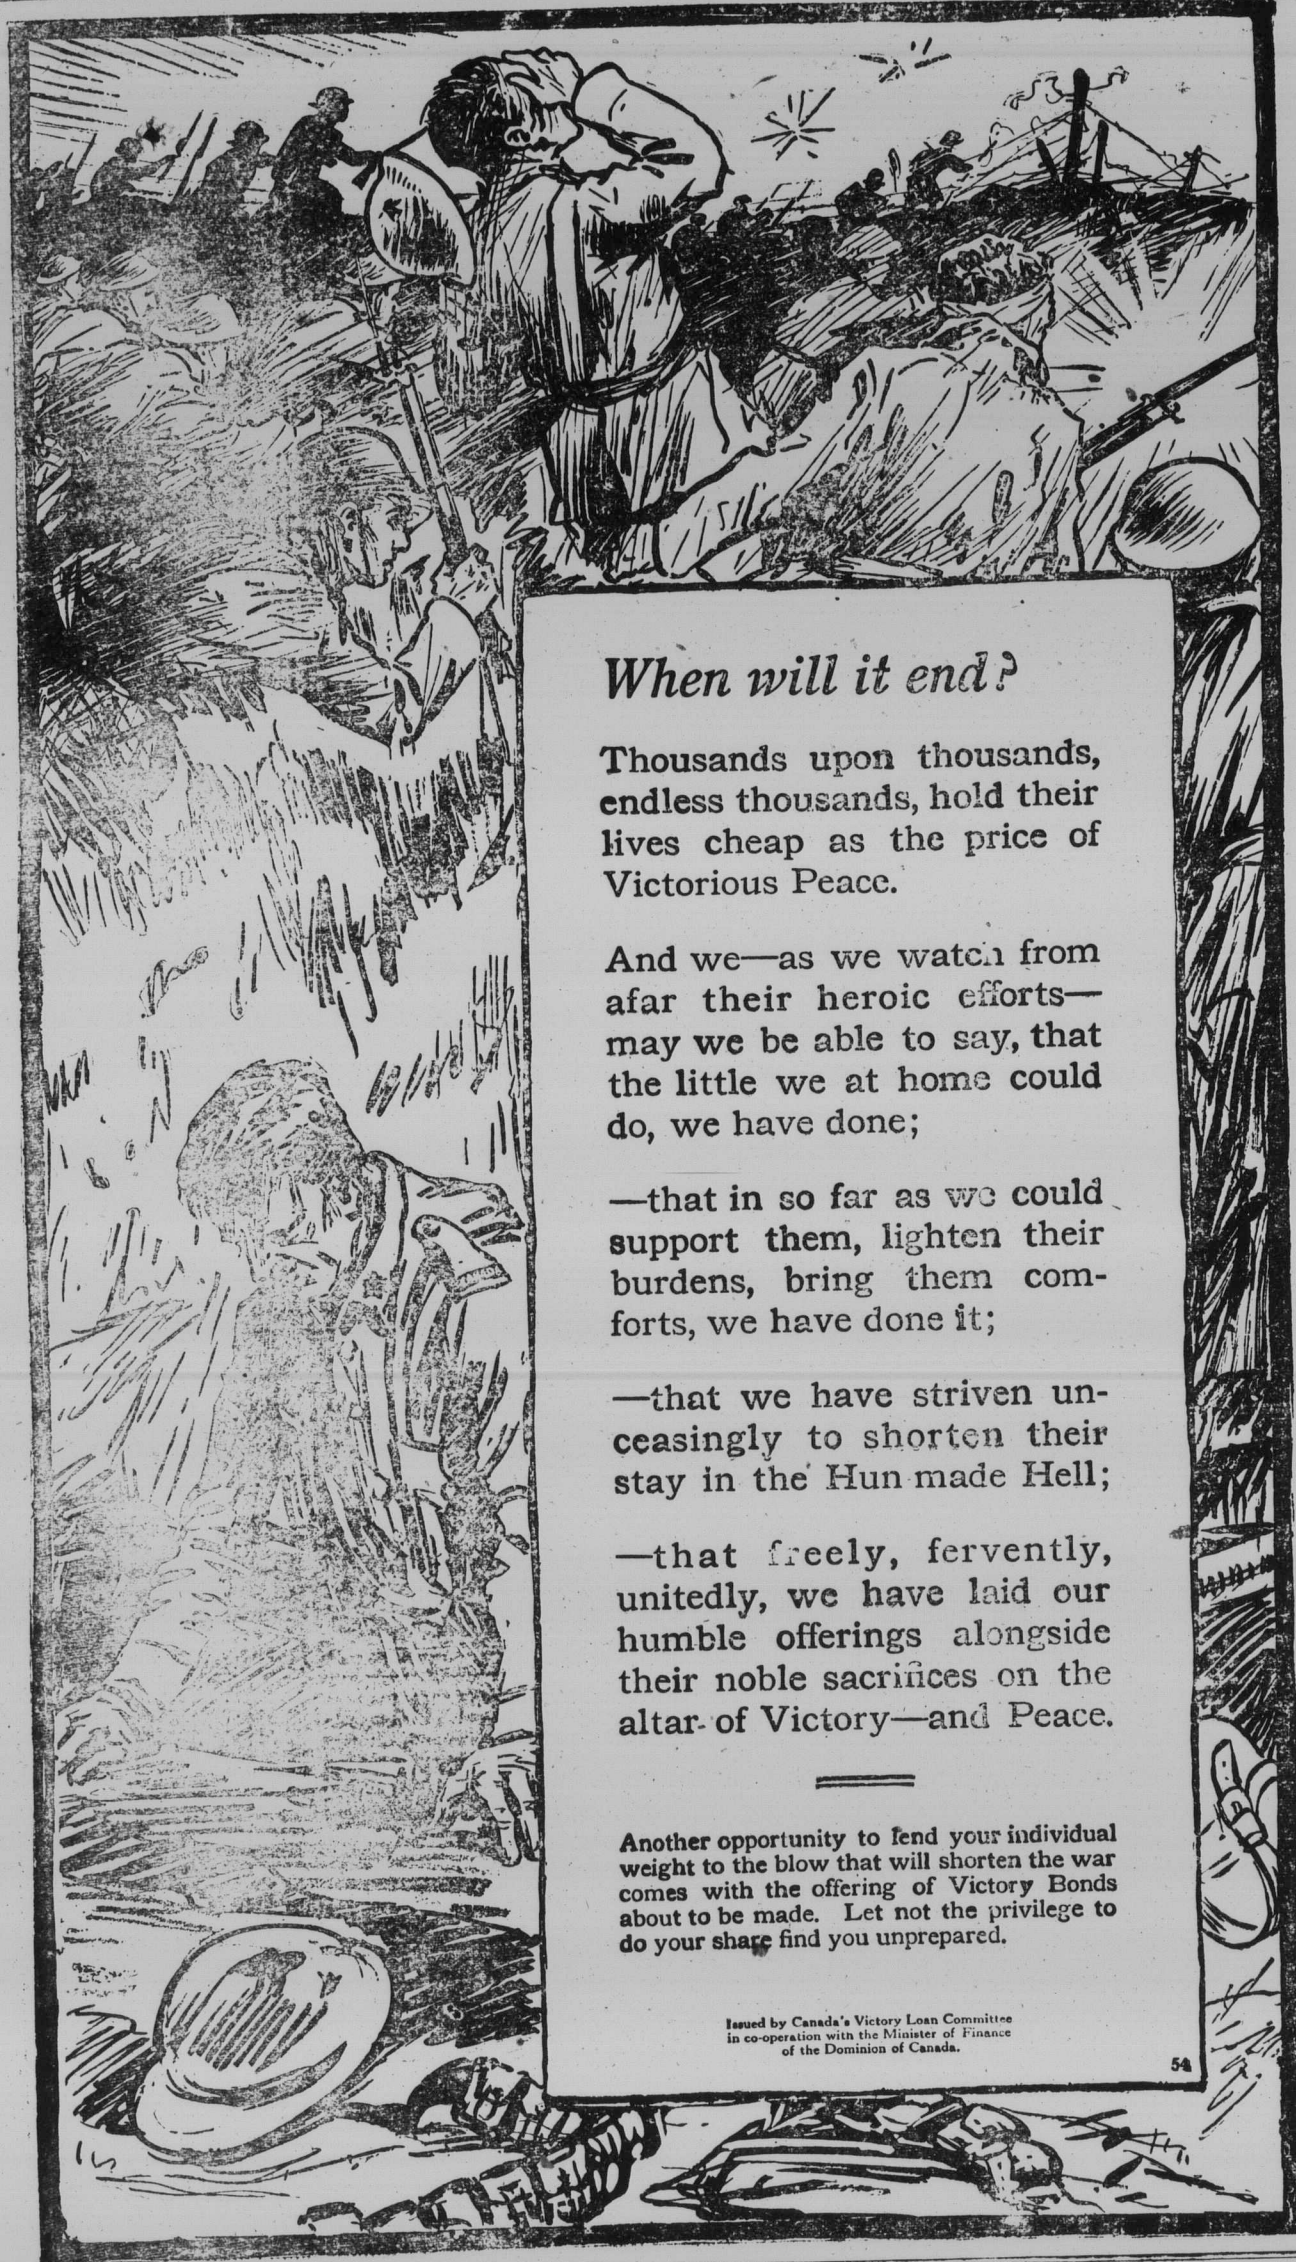 When will it end?
Thousands upon thousands,
endless thousands, hold their
lives cheap as the price of
Victorious Peace.
And we—as we watch from
afar their heroic efforts—
may we be able to say, that
the little we at home could
do, we have done;
—that in so far as we could
support them, lighten their
burdens, bring them com-
forts, we have done it;
—that we have striven un-
ceasingly to shorten their
stay in the Hun made Hell;
—that freely, fervently,
unitedly, we have laid our
humble offerings alongside
their noble sacrifices on the
altar of Victory—and Peace.
Another opportunity to lend your individual
weight to the blow that will shorten the war
comes with the offering of Victory Bonds
about to be made. Let not the privilege to
do your share find you unprepared.
Issued by Canada's Victory Loan Committee
in co-operation with the Minister of Finance
of the Dominion of Canada.
54